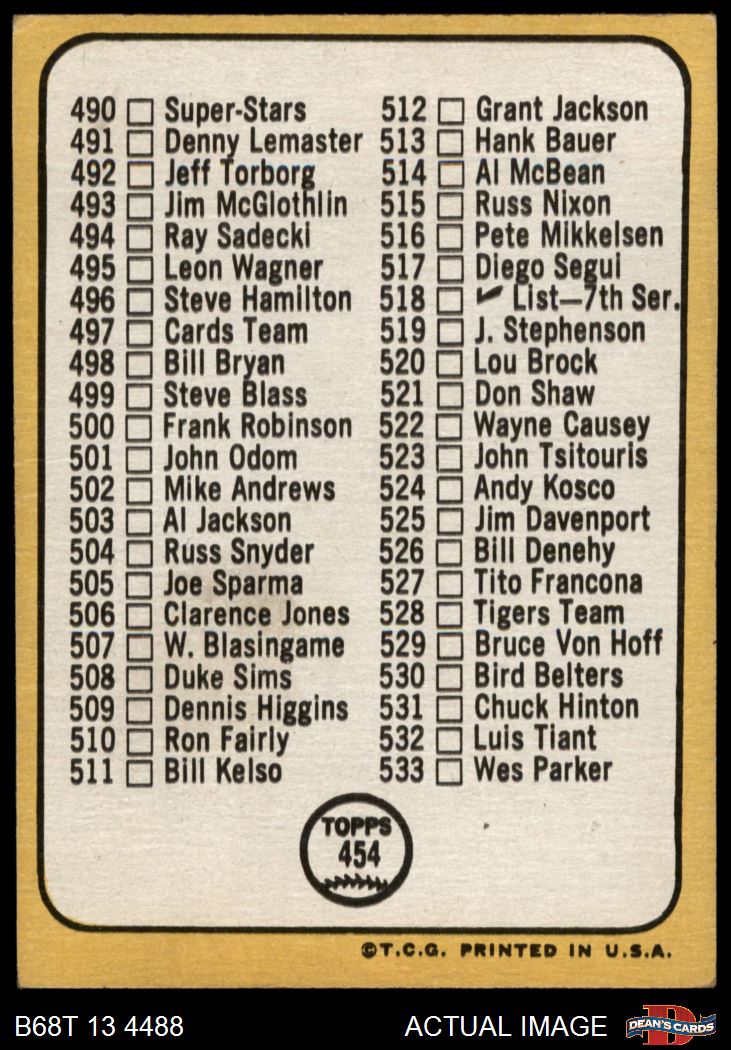 490 Super-Stars
491 Denny Lemaster
492 Jeff Torborg
493 Jim McGlothlin
494 Ray Sadecki
495 Leon Wagner
496 Steve Hamilton
497 Cards Team
498 Bill Bryan
499 Steve Blass
500 Frank Robinson
501 John Odom
502 Mike Andrews
503 Al Jackson
504 Russ Snyder
505 Joe Sparma
506 Clarence Jones
507 W. Blasingame
508 Duke Sims
509 Dennis Higgins
510 Ron Fairly
511 Bill Kelso
512 Grant Jackson
513 Hank Bauer
514 Al McBean
515 Russ Nixon
516 Pete Mikkelsen
517 Diego Segui
518 ✔ List—7th Ser.
519 J. Stephenson
520 Lou Brock
521 Don Shaw
522 Wayne Causey
523 John Tsitouris
524 Andy Kosco
525 Jim Davenport
526 Bill Denehy
527 Tito Francona
528 Tigers Team
529 Bruce Von Hoff
530 Bird Belters
531 Chuck Hinton
532 Luis Tiant
533 Wes Parker
TOPPS
454
©T.C.G. PRINTED IN U.S.A.
B68T 13 4488
ACTUAL IMAGE
D
DEAN'S CARDS